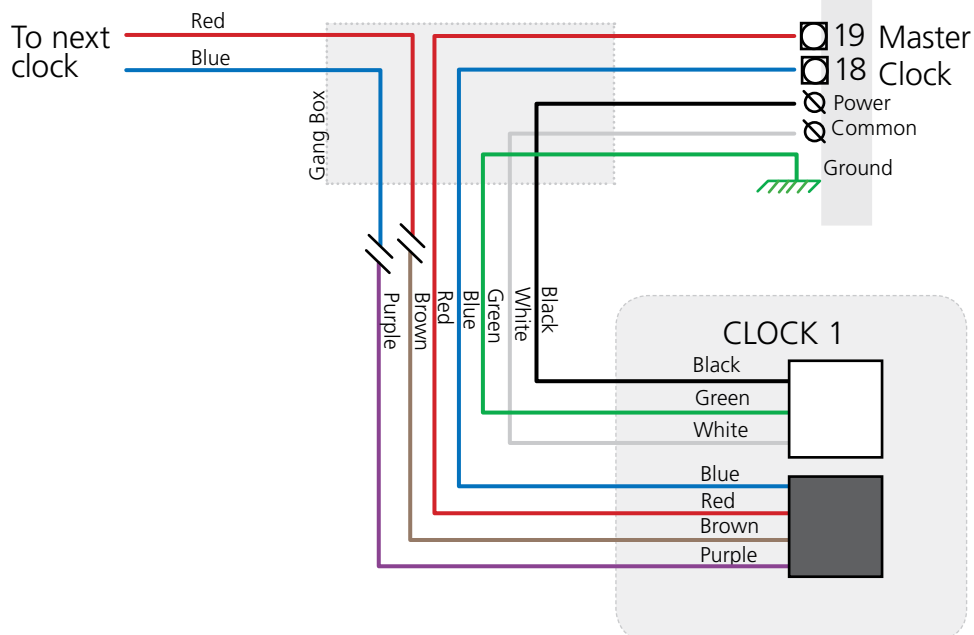 To next
clock
Red
Blue
Gang Box
19 Master
18 Clock
Power
Common
Ground
Purple
Brown
Red
Blue
Green
White
Black
CLOCK 1
Black
Green
White
Blue
Red
Brown
Purple